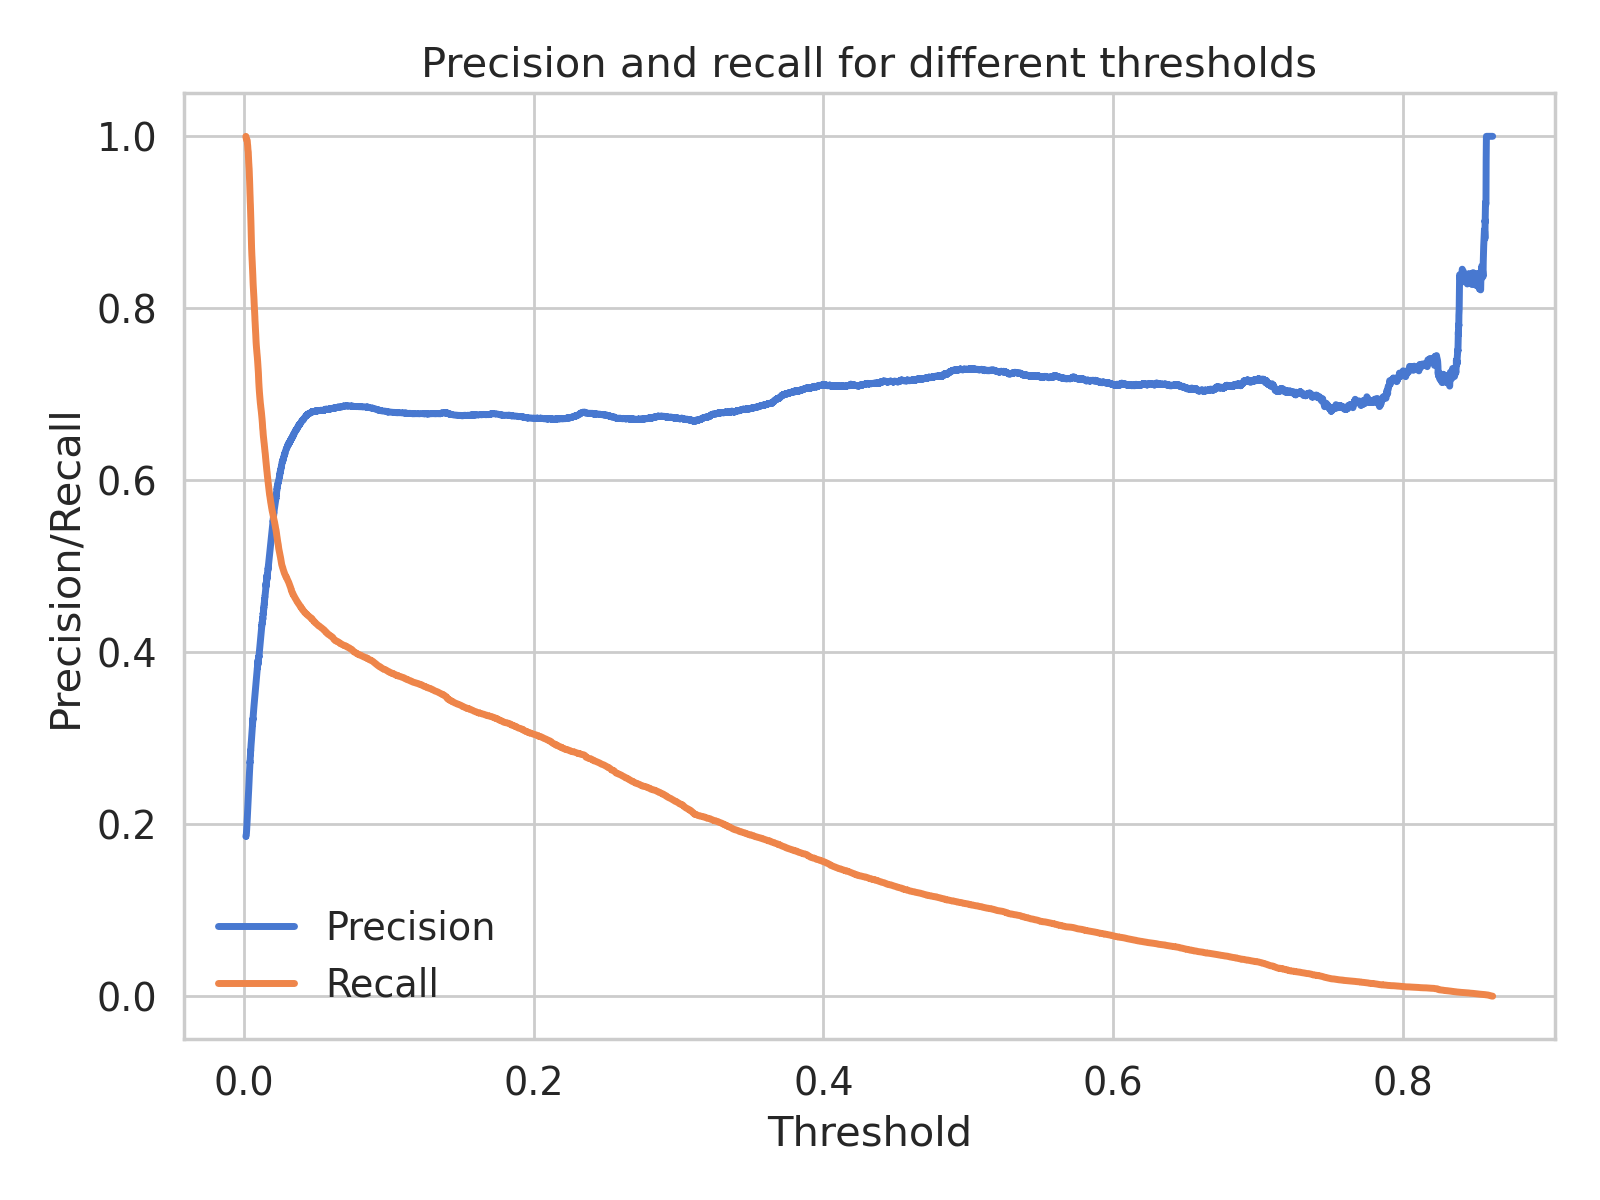 Precision and recall for different thresholds
1.0
0.8
0.6
0.4
0.2
0.0
Precision/Recall
Precision
Recall
0.0 0.2 0.4 0.6 0.8
Threshold